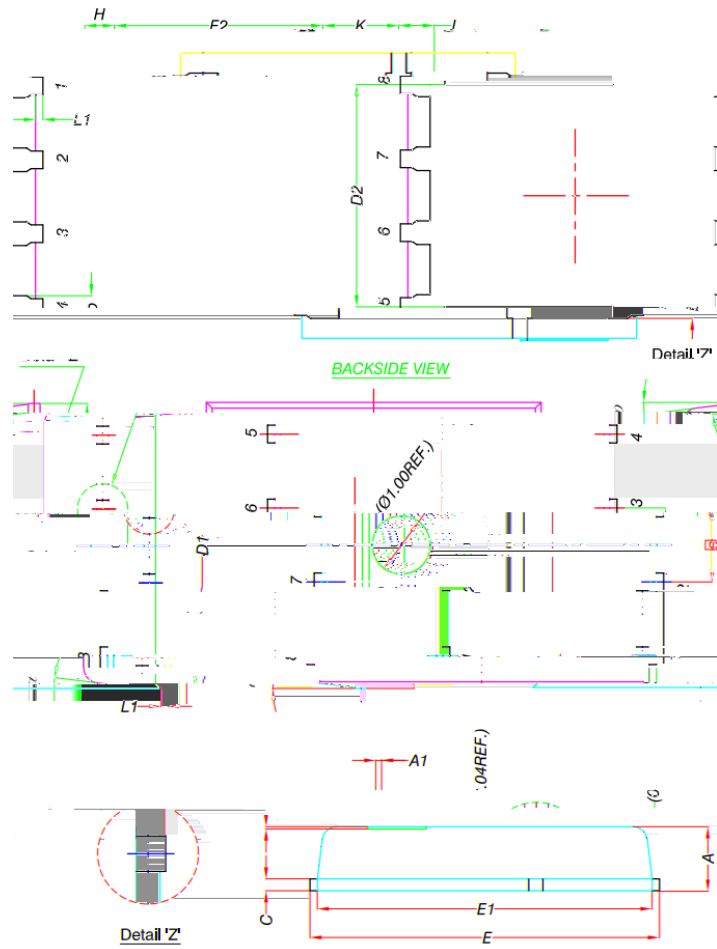 H
E2
K
J
1
8
L1
2
7
D2
3
6
4
5
Detail 'Z'
BACKSIDE VIEW
5
4
(Ø1.00REF.)
6
3
D1
7
L1
A1
.04REF.)
C
A
E1
E
Detail 'Z'